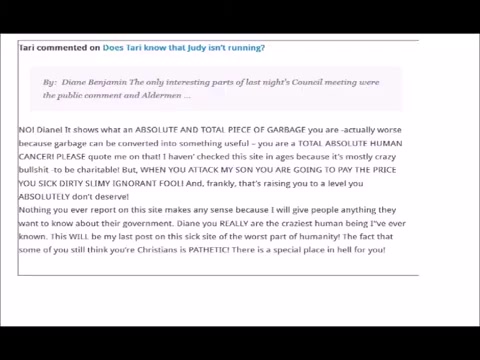 Tari commented on Does Tari know that Judy isn't running?
By: Diane Benjamin The only interesting parts of last night's Council meeting were
the public comment and Aldermen ...
NO! Diane! It shows what an ABSOLUTE AND TOTAL PIECE OF GARBAGE you are -actually worse
because garbage can be converted into something useful – you are a TOTAL ABSOLUTE HUMAN
CANCER! PLEASE quote me on that! I haven' checked this site in ages because it's mostly crazy
bullshit -to be charitable! But, WHEN YOU ATTACK MY SON YOU ARE GOING TO PAY THE PRICE
YOU SICK DIRTY SLIMY IGNORANT FOOL! And, frankly, that's raising you to a level you
ABSOLUTELY don't deserve!
Nothing you ever report on this site makes any sense because I will give people anything they
want to know about their government. Diane you REALLY are the craziest human being I"ve ever
known. This WILL be my last post on this sick site of the worst part of humanity! The fact that
some of you still think you're Christians is PATHETIC! There is a special place in hell for you!